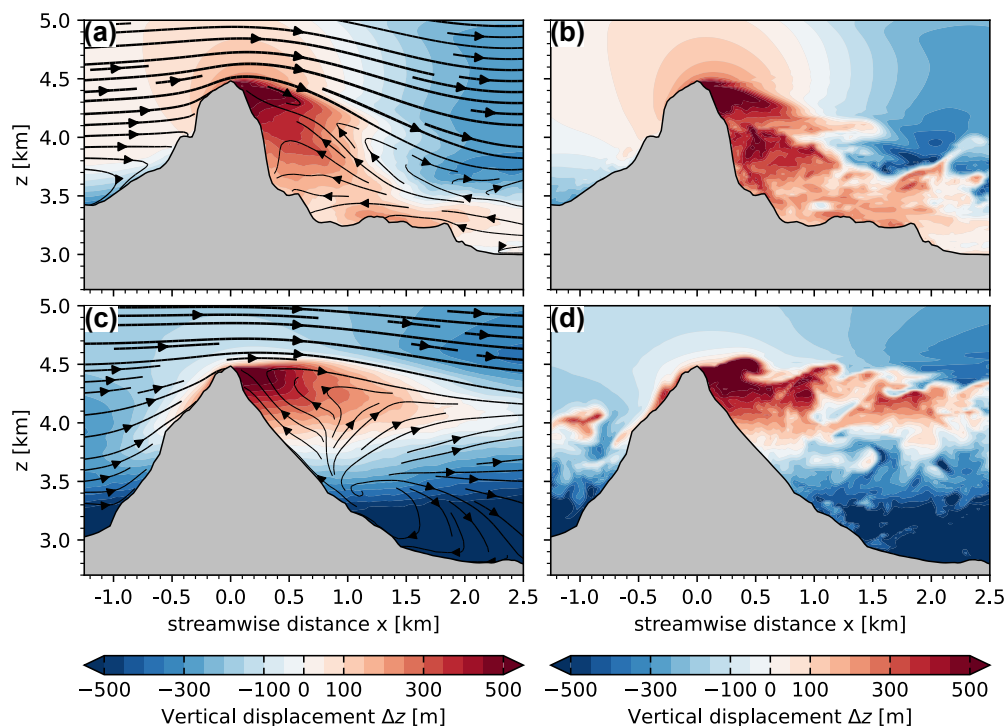 (a)
(b)
z [km]
5.0
4.5
4.0
3.5
3.0
(c)
(d)
z [km]
5.0
4.5
4.0
3.5
3.0
-1.0 -0.5 0.0 0.5 1.0 1.5 2.0 2.5
-1.0 -0.5 0.0 0.5 1.0 1.5 2.0 2.5
streamwise distance x [km]
streamwise distance x [km]
−500 −300 −100 0 100 300 500
−500 −300 −100 0 100 300 500
Vertical displacement Δz [m]
Vertical displacement Δz [m]